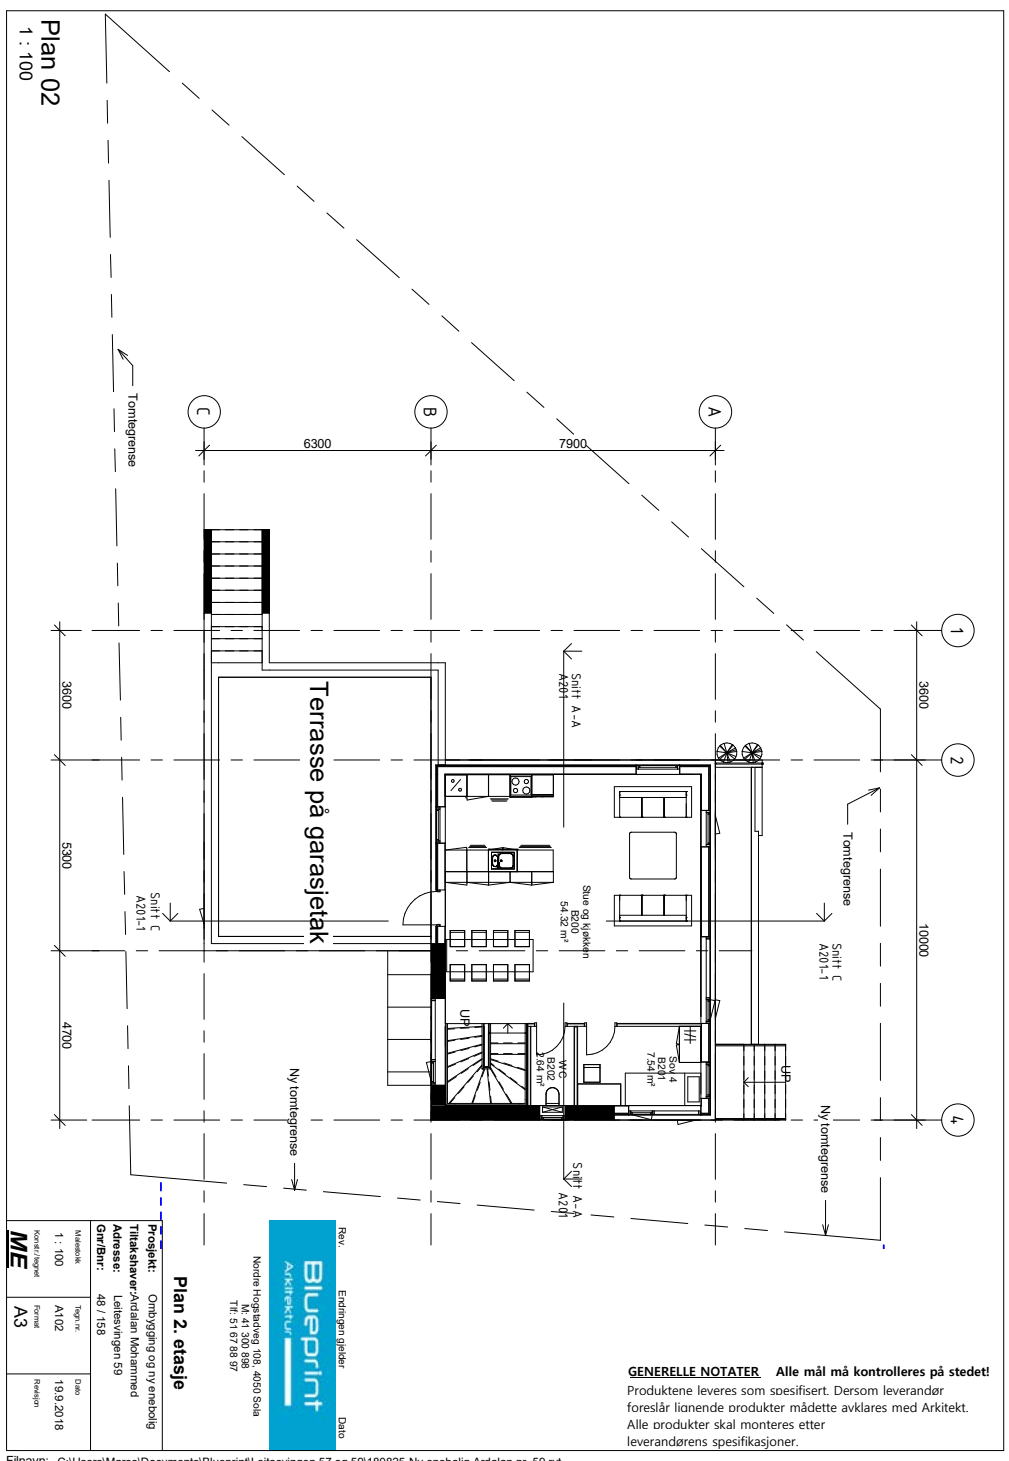 Plan 02
1 : 100
Tomtegrense
C
B
A
6300
7900
1
2
4
3600
5300
4700
3600
10000
Snitt A-A
A201
Terrasse på garasjetak
Tomtegrense
Snitt C
A201-1
Snitt C
A201-1
Stue og kjøkken
B200
54.32 m²
UP
WC
B202
2.64 m²
Sov 4
B201
7.54 m²
UP
Ny tomtegrense
Ny tomtegrense
Snitt A-A
A201
Rev. Endringen gjelder Dato
Blueprint
Arkitektur
Nordre Hogstadveg 108, 4050 Sola
M: 41 300 898
Tlf: 51 67 88 97
Plan 2. etasje
Prosjekt: Ombygging og ny enebolig
Tiltakshaver: Ardalan Mohammed
Adresse: Leitesvingen 59
Gnr/Bnr: 48 / 158
Målestokk Tegn.nr. Dato
1 : 100 A102 19.9.2018
Konstr./tegnet Format Revisjon
ME A3
GENERELLE NOTATER Alle mål må kontrolleres på stedet!
Produktene leveres som spesifisert. Dersom leverandør
foreslår lignende produkter mådette avklares med Arkitekt.
Alle produkter skal monteres etter
leverandørens spesifikasjoner.